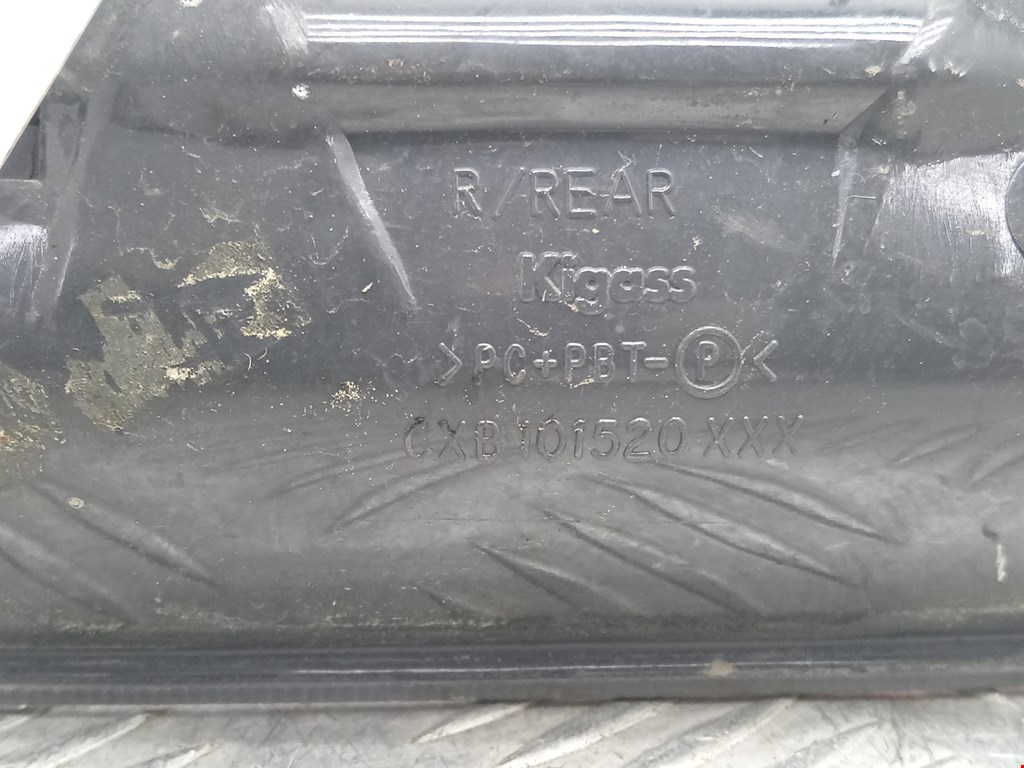 R/REAR
Kigass
>PC+PBT-Ⓟ<
CXB 101520 XXX